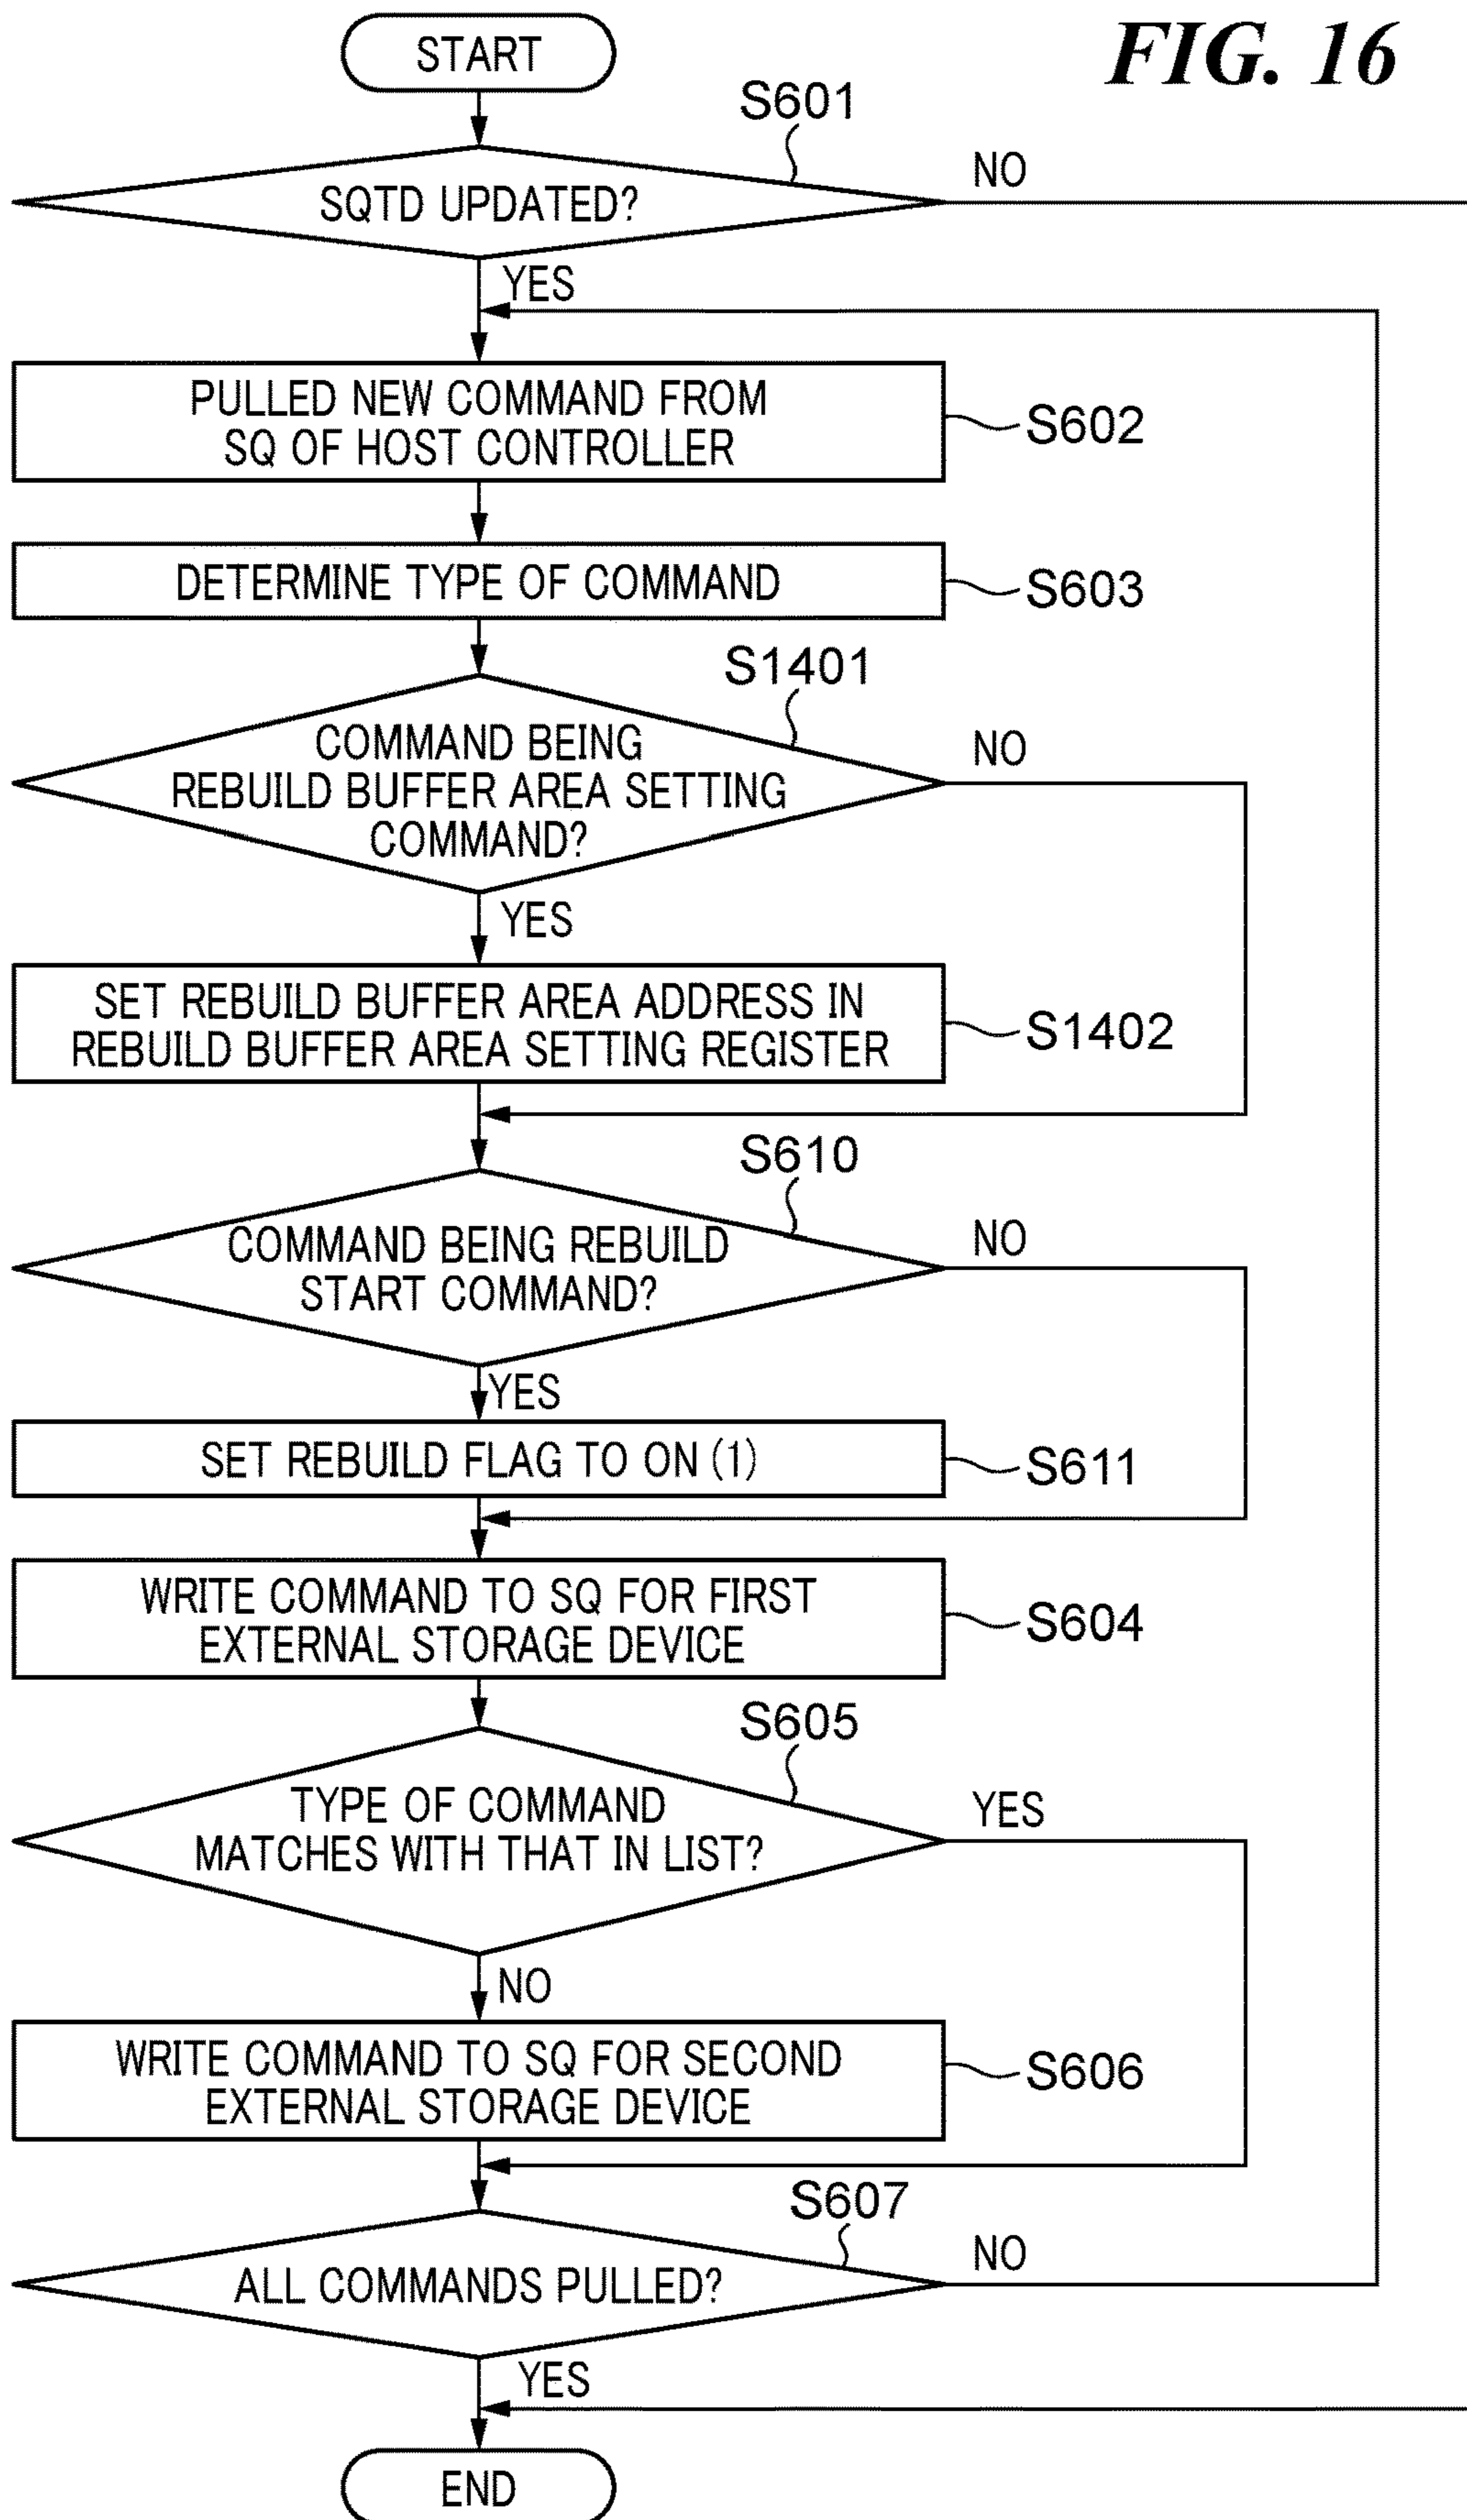 FIG. 16
START
S601
SQTD UPDATED?
NO
YES
PULLED NEW COMMAND FROM
SQ OF HOST CONTROLLER
S602
DETERMINE TYPE OF COMMAND
S603
S1401
COMMAND BEING
REBUILD BUFFER AREA SETTING
COMMAND?
NO
YES
SET REBUILD BUFFER AREA ADDRESS IN
REBUILD BUFFER AREA SETTING REGISTER
S1402
S610
COMMAND BEING REBUILD
START COMMAND?
NO
YES
SET REBUILD FLAG TO ON (1)
S611
WRITE COMMAND TO SQ FOR FIRST
EXTERNAL STORAGE DEVICE
S604
S605
TYPE OF COMMAND
MATCHES WITH THAT IN LIST?
YES
NO
WRITE COMMAND TO SQ FOR SECOND
EXTERNAL STORAGE DEVICE
S606
S607
ALL COMMANDS PULLED?
NO
YES
END